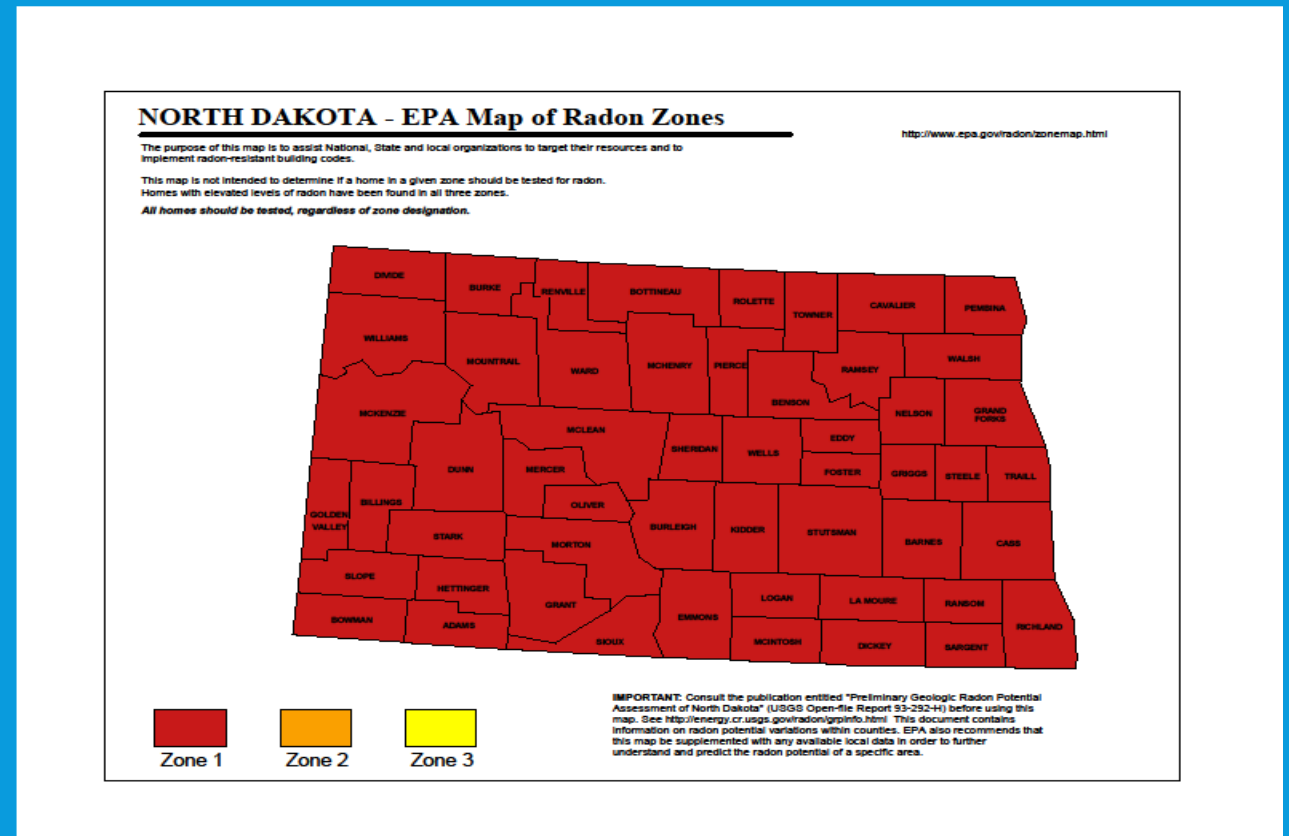 NORTH DAKOTA - EPA Map of Radon Zones
http://www.epa.gov/radon/zonemap.html
The purpose of this map is to assist National, State and local organizations to target their resources and to
implement radon-resistant building codes.
This map is not intended to determine if a home in a given zone should be tested for radon.
Homes with elevated levels of radon have been found in all three zones.
All homes should be tested, regardless of zone designation.
DIVIDE
BURKE
RENVILLE
BOTTINEAU
ROLETTE
TOWNER
CAVALIER
PEMBINA
WILLIAMS
MOUNTRAIL
WARD
MCHENRY
PIERCE
BENSON
RAMSEY
WALSH
MCKENZIE
NELSON
GRAND
FORKS
MCLEAN
SHERIDAN
WELLS
EDDY
FOSTER
DUNN
MERCER
OLIVER
GRIGGS
STEELE
TRAILL
GOLDEN
VALLEY
BILLINGS
STARK
MORTON
BURLEIGH
KIDDER
STUTSMAN
BARNES
CASS
SLOPE
HETTINGER
GRANT
BOWMAN
ADAMS
SIOUX
EMMONS
LOGAN
LA MOURE
RANSOM
RICHLAND
MCINTOSH
DICKEY
SARGENT
Zone 1
Zone 2
Zone 3
IMPORTANT: Consult the publication entitled "Preliminary Geologic Radon Potential
Assessment of North Dakota" (USGS Open-file Report 93-292-H) before using this
map. See http://energy.cr.usgs.gov/radon/grpinfo.html This document contains
information on radon potential variations within counties. EPA also recommends that
this map be supplemented with any available local data in order to further
understand and predict the radon potential of a specific area.